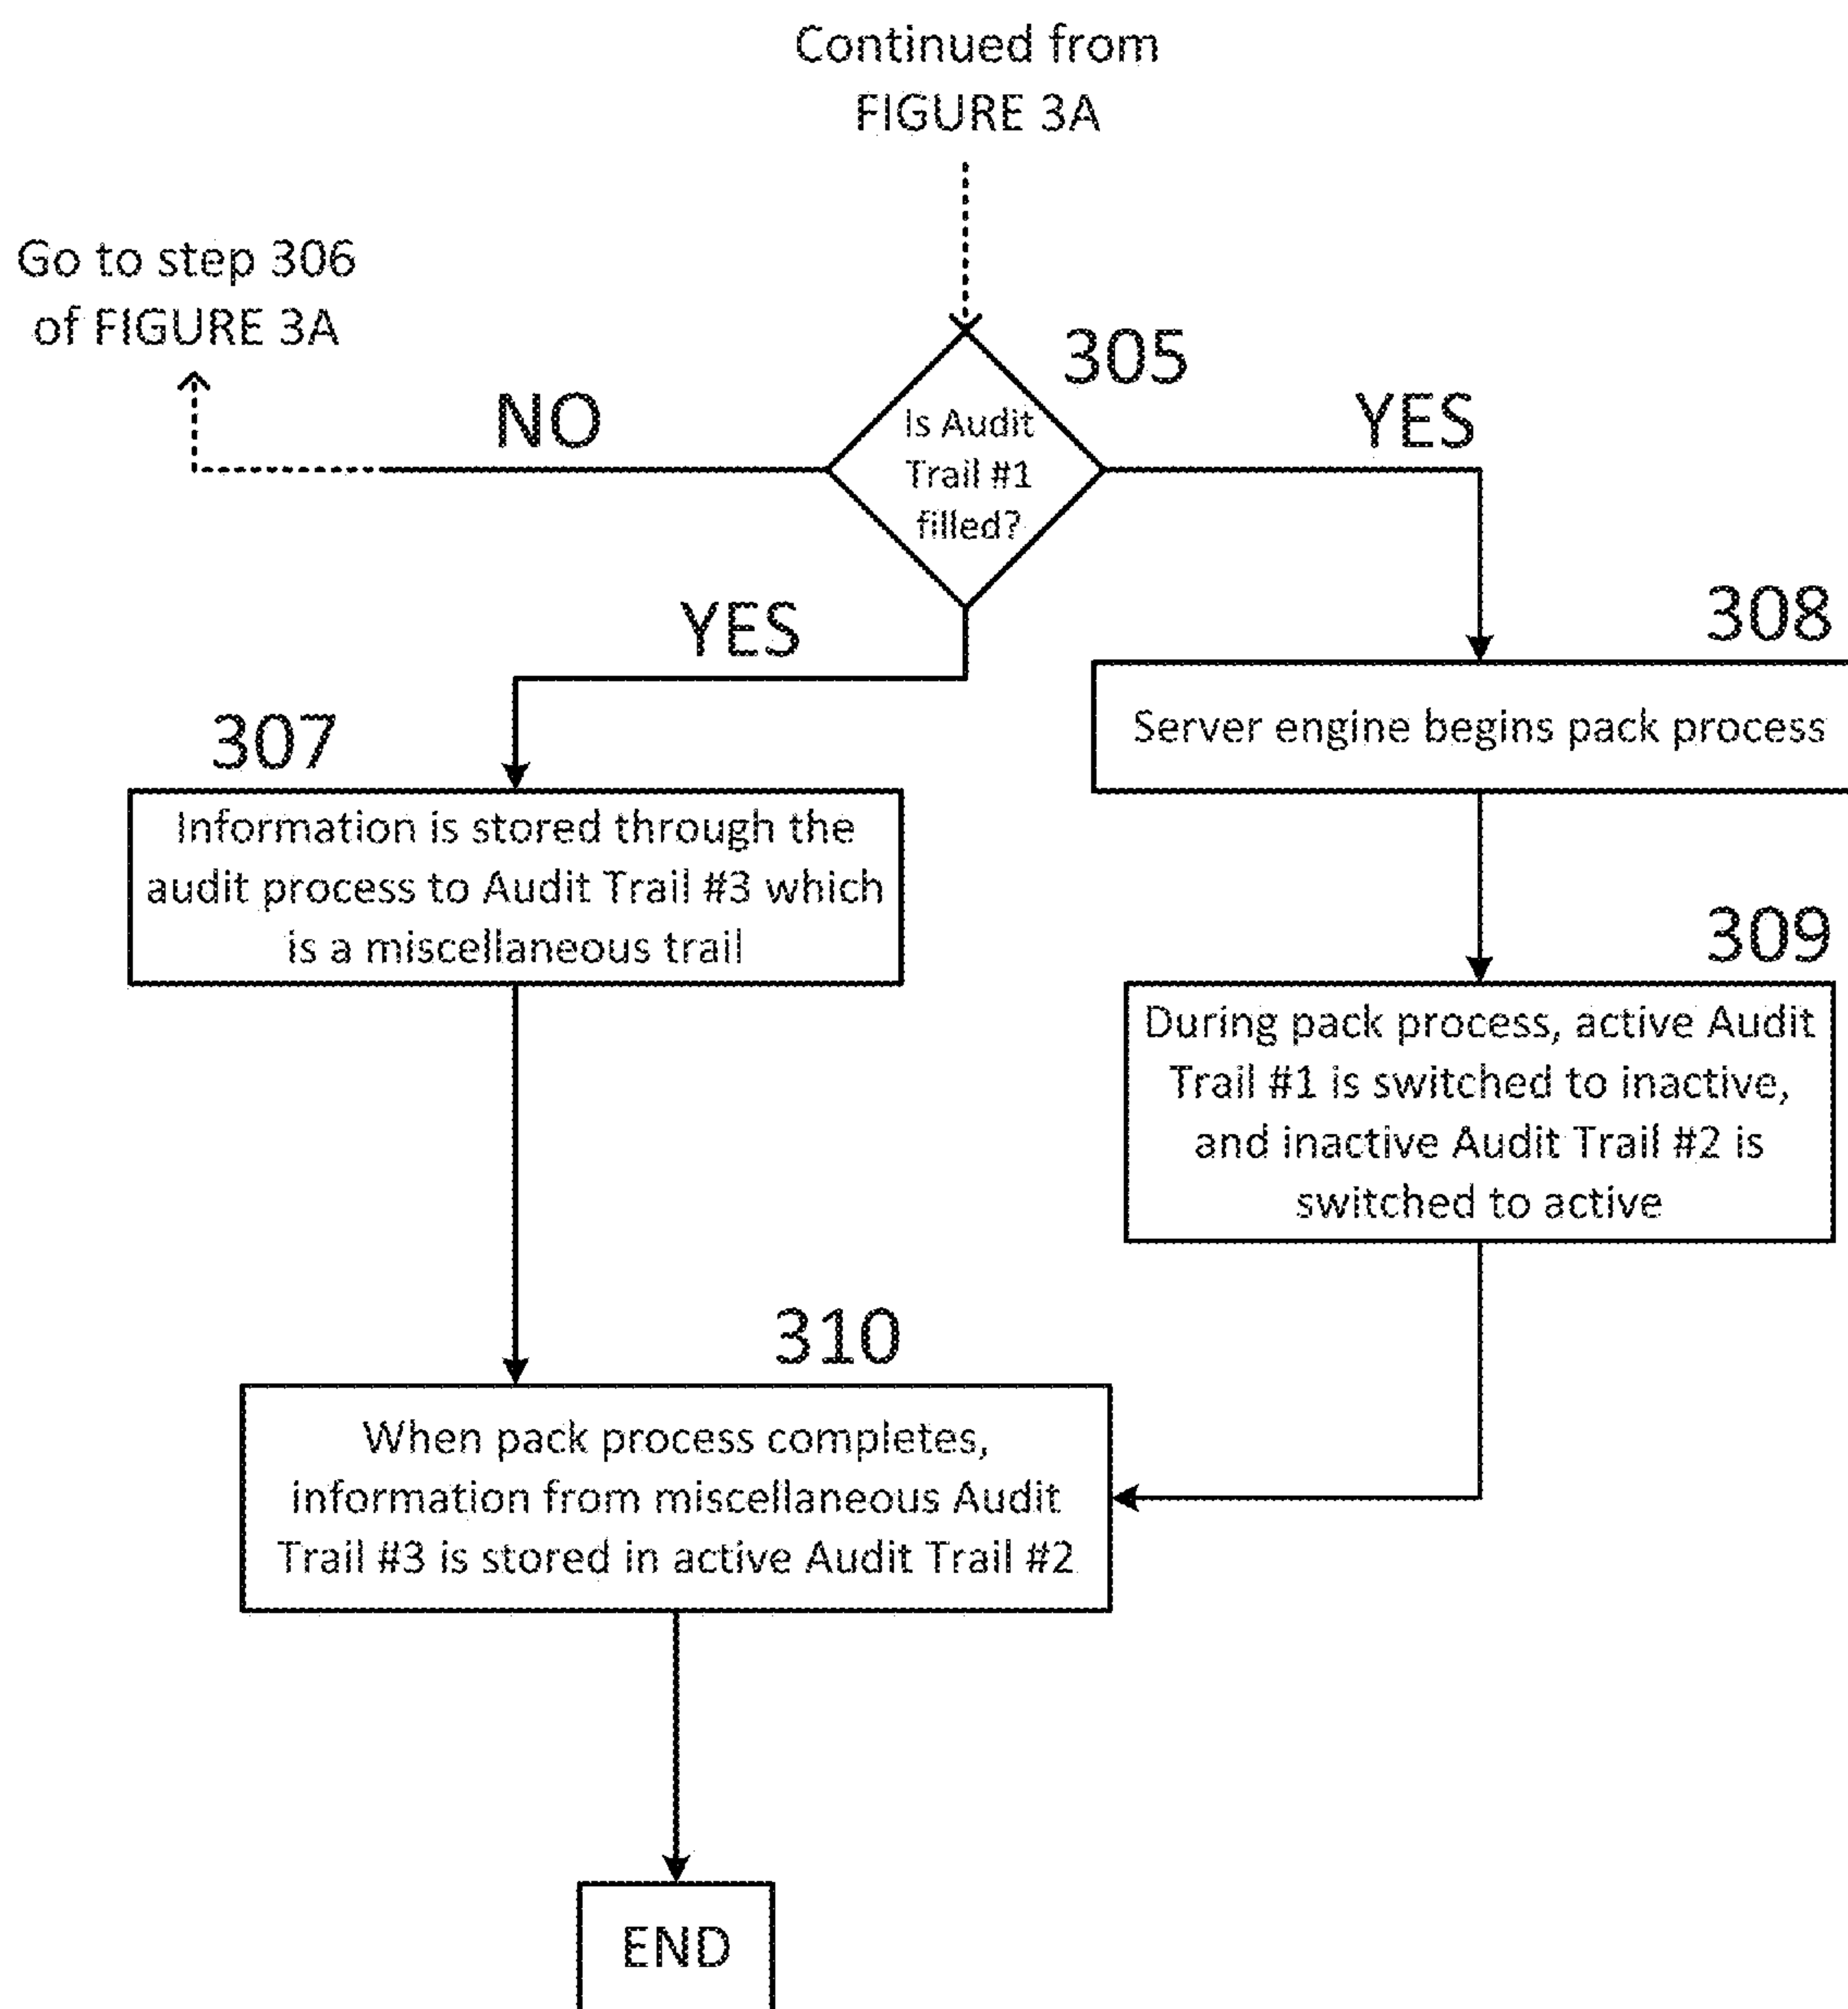 Continued from
FIGURE 3A
Go to step 306
of FIGURE 3A
305
NO
YES
Is Audit
Trail #1
filled?
YES
308
Server engine begins pack process
307
Information is stored through the
audit process to Audit Trail #3 which
is a miscellaneous trail
309
During pack process, active Audit
Trail #1 is switched to inactive,
and inactive Audit Trail #2 is
switched to active
310
When pack process completes,
information from miscellaneous Audit
Trail #3 is stored in active Audit Trail #2
END